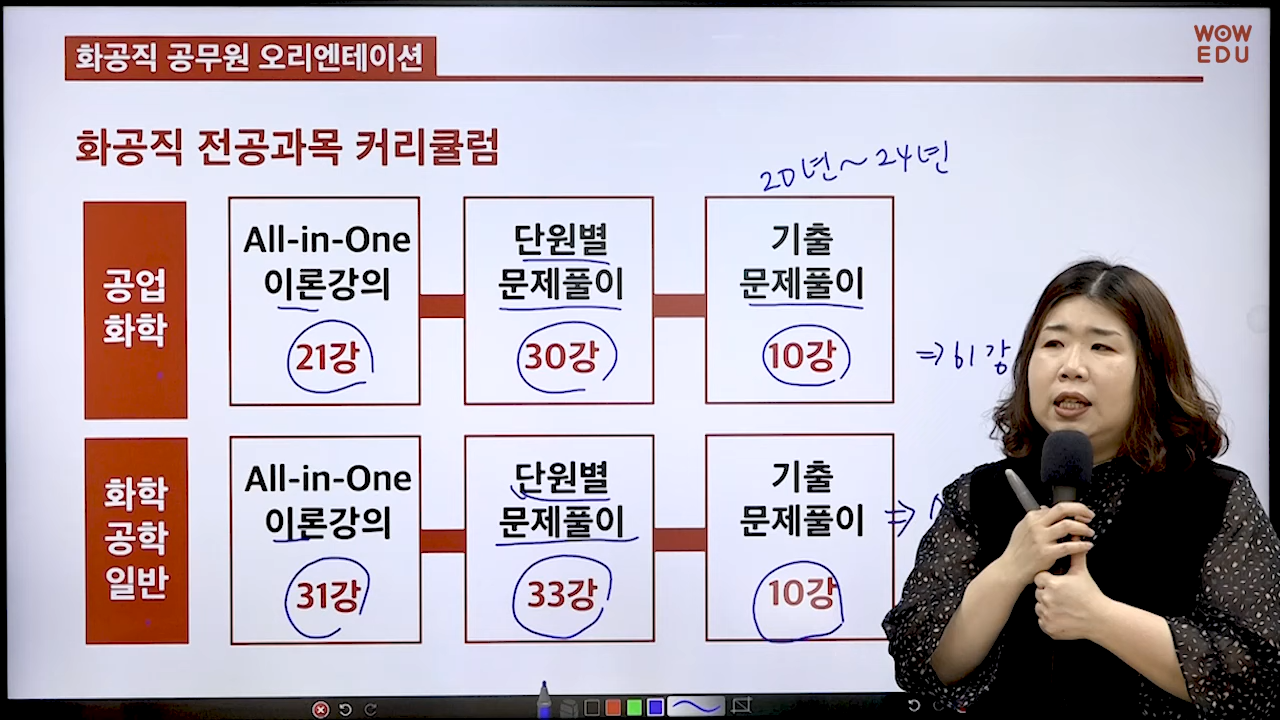 WOW
EDU
화공직 공무원 오리엔테이션
화공직 전공과목 커리큘럼
20년~24년
공업
화학
All-in-One
이론강의
21강
단원별
문제풀이
30강
기출
문제풀이
10강
⇒ 61강
화학
공학
일반
All-in-One
이론강의
31강
단원별
문제풀이
33강
기출
문제풀이
10강
⇒